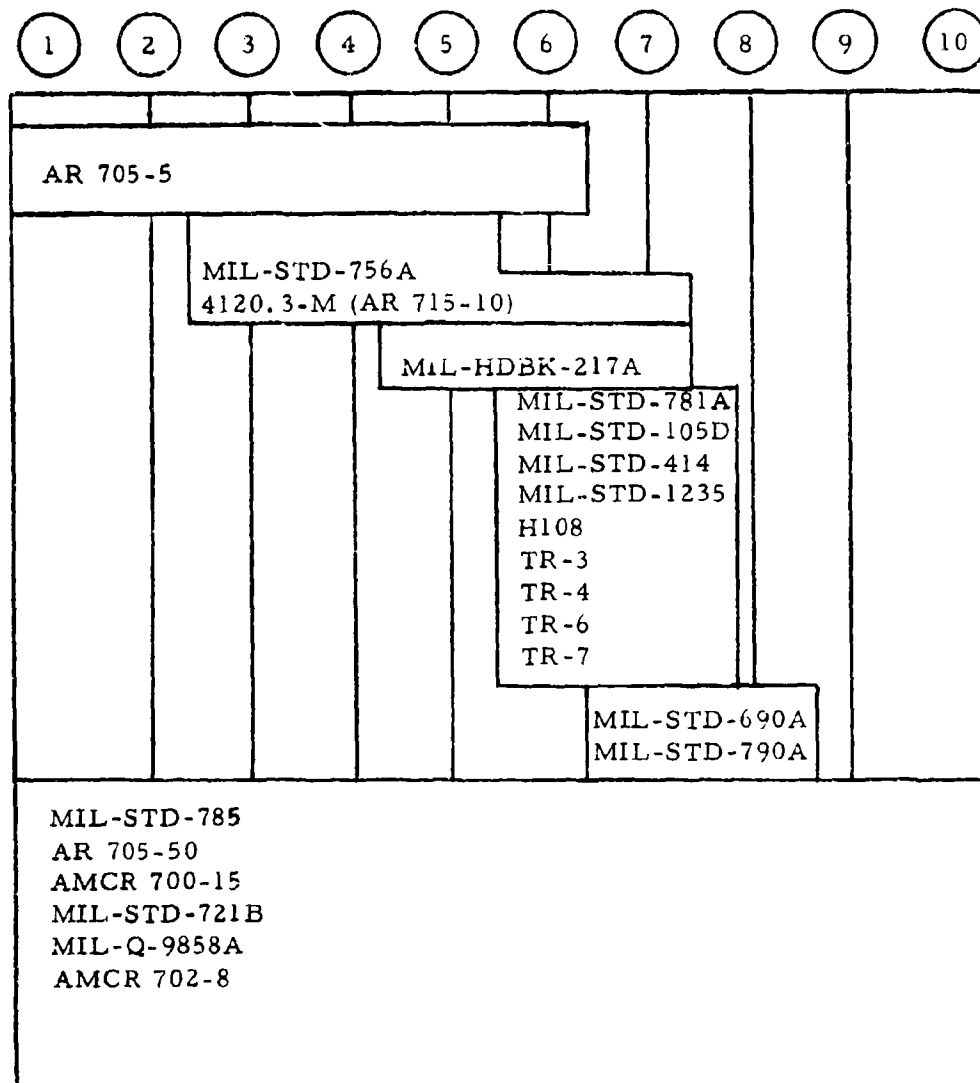 1 2 3 4 5 6 7 8 9 10
AR 705-5
MIL-STD-756A
4120.3-M (AR 715-10)
MIL-HDBK-217A
MIL-STD-781A
MIL-STD-105D
MIL-STD-414
MIL-STD-1235
H108
TR-3
TR-4
TR-6
TR-7
MIL-STD-690A
MIL-STD-790A
MIL-STD-785
AR 705-50
AMCR 700-15
MIL-STD-721B
MIL-Q-9858A
AMCR 702-8